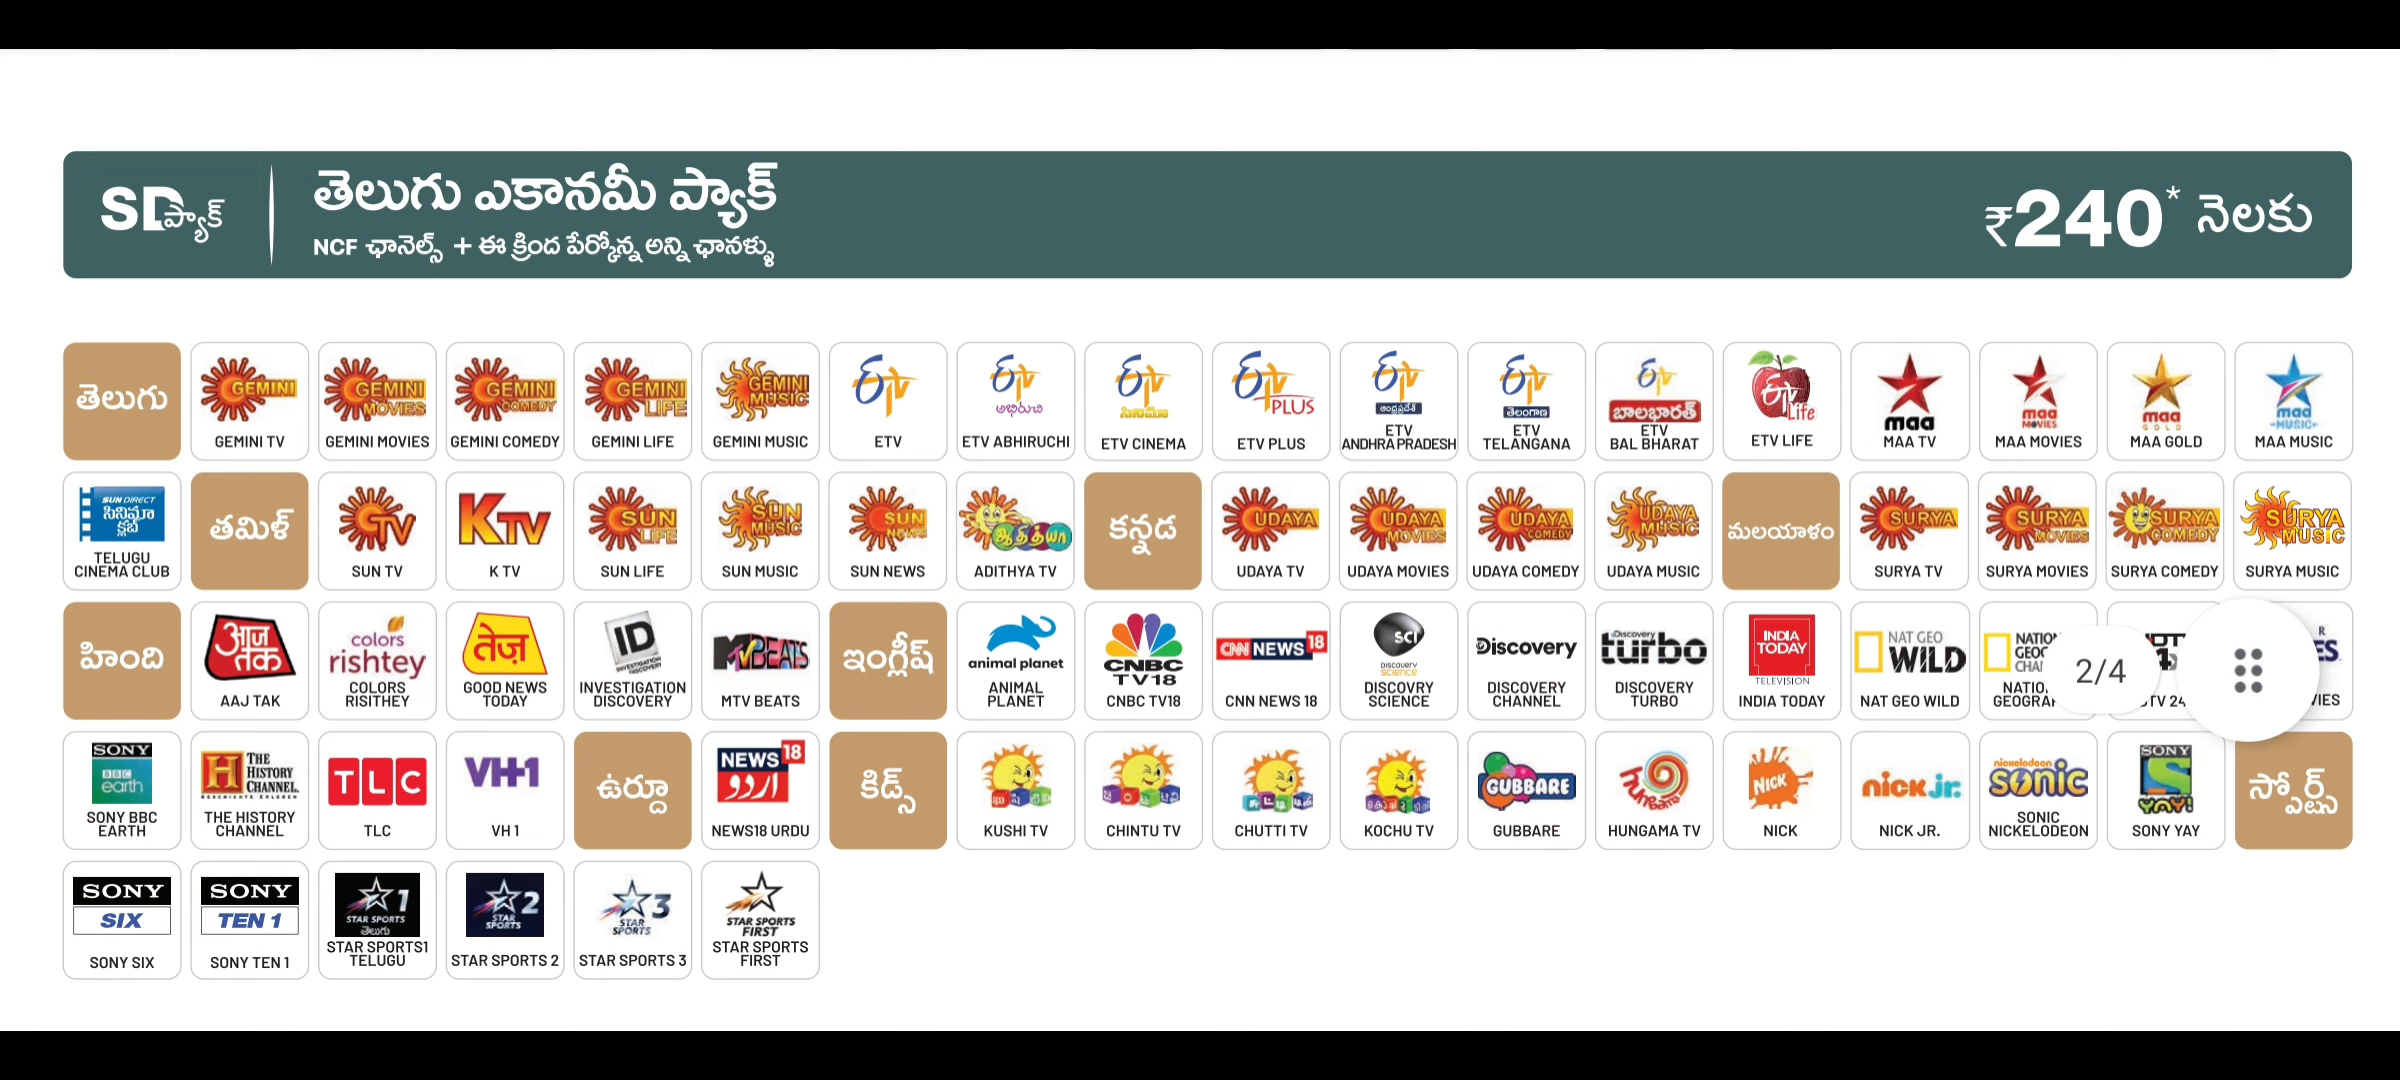 SD ప్యాక్
తెలుగు ఎకానమీ ప్యాక్
NCF ఛానెల్స్ + ఈ క్రింద పేర్కోన్న అన్ని ఛానళ్ళు
₹240* నెలకు
తెలుగు
GEMINI TV
GEMINI MOVIES
GEMINI COMEDY
GEMINI LIFE
GEMINI MUSIC
ETV
ETV ABHIRUCHI
ETV CINEMA
ETV PLUS
ETV
ANDHRA PRADESH
ETV
TELANGANA
ETV
BAL BHARAT
ETV LIFE
MAA TV
MAA MOVIES
MAA GOLD
MAA MUSIC
TELUGU
CINEMA CLUB
తమిళ్
SUN TV
K TV
SUN LIFE
SUN MUSIC
SUN NEWS
ADITHYA TV
కన్నడ
UDAYA TV
UDAYA MOVIES
UDAYA COMEDY
UDAYA MUSIC
మలయాళం
SURYA TV
SURYA MOVIES
SURYA COMEDY
SURYA MUSIC
హింది
AAJ TAK
COLORS
RISITHEY
GOOD NEWS
TODAY
INVESTIGATION
DISCOVERY
MTV BEATS
ఇంగ్లీష్
ANIMAL
PLANET
CNBC TV18
CNN NEWS 18
DISCOVRY
SCIENCE
DISCOVERY
CHANNEL
DISCOVERY
TURBO
INDIA TODAY
NAT GEO WILD
2/4
SONY BBC
EARTH
THE HISTORY
CHANNEL
TLC
VH 1
ఉర్దూ
NEWS18 URDU
కిడ్స్
KUSHI TV
CHINTU TV
CHUTTI TV
KOCHU TV
GUBBARE
HUNGAMA TV
NICK
NICK JR.
SONIC
NICKELODEON
SONY YAY
స్పోర్ట్స్
SONY SIX
SONY TEN 1
STAR SPORTS1
TELUGU
STAR SPORTS 2
STAR SPORTS 3
STAR SPORTS
FIRST